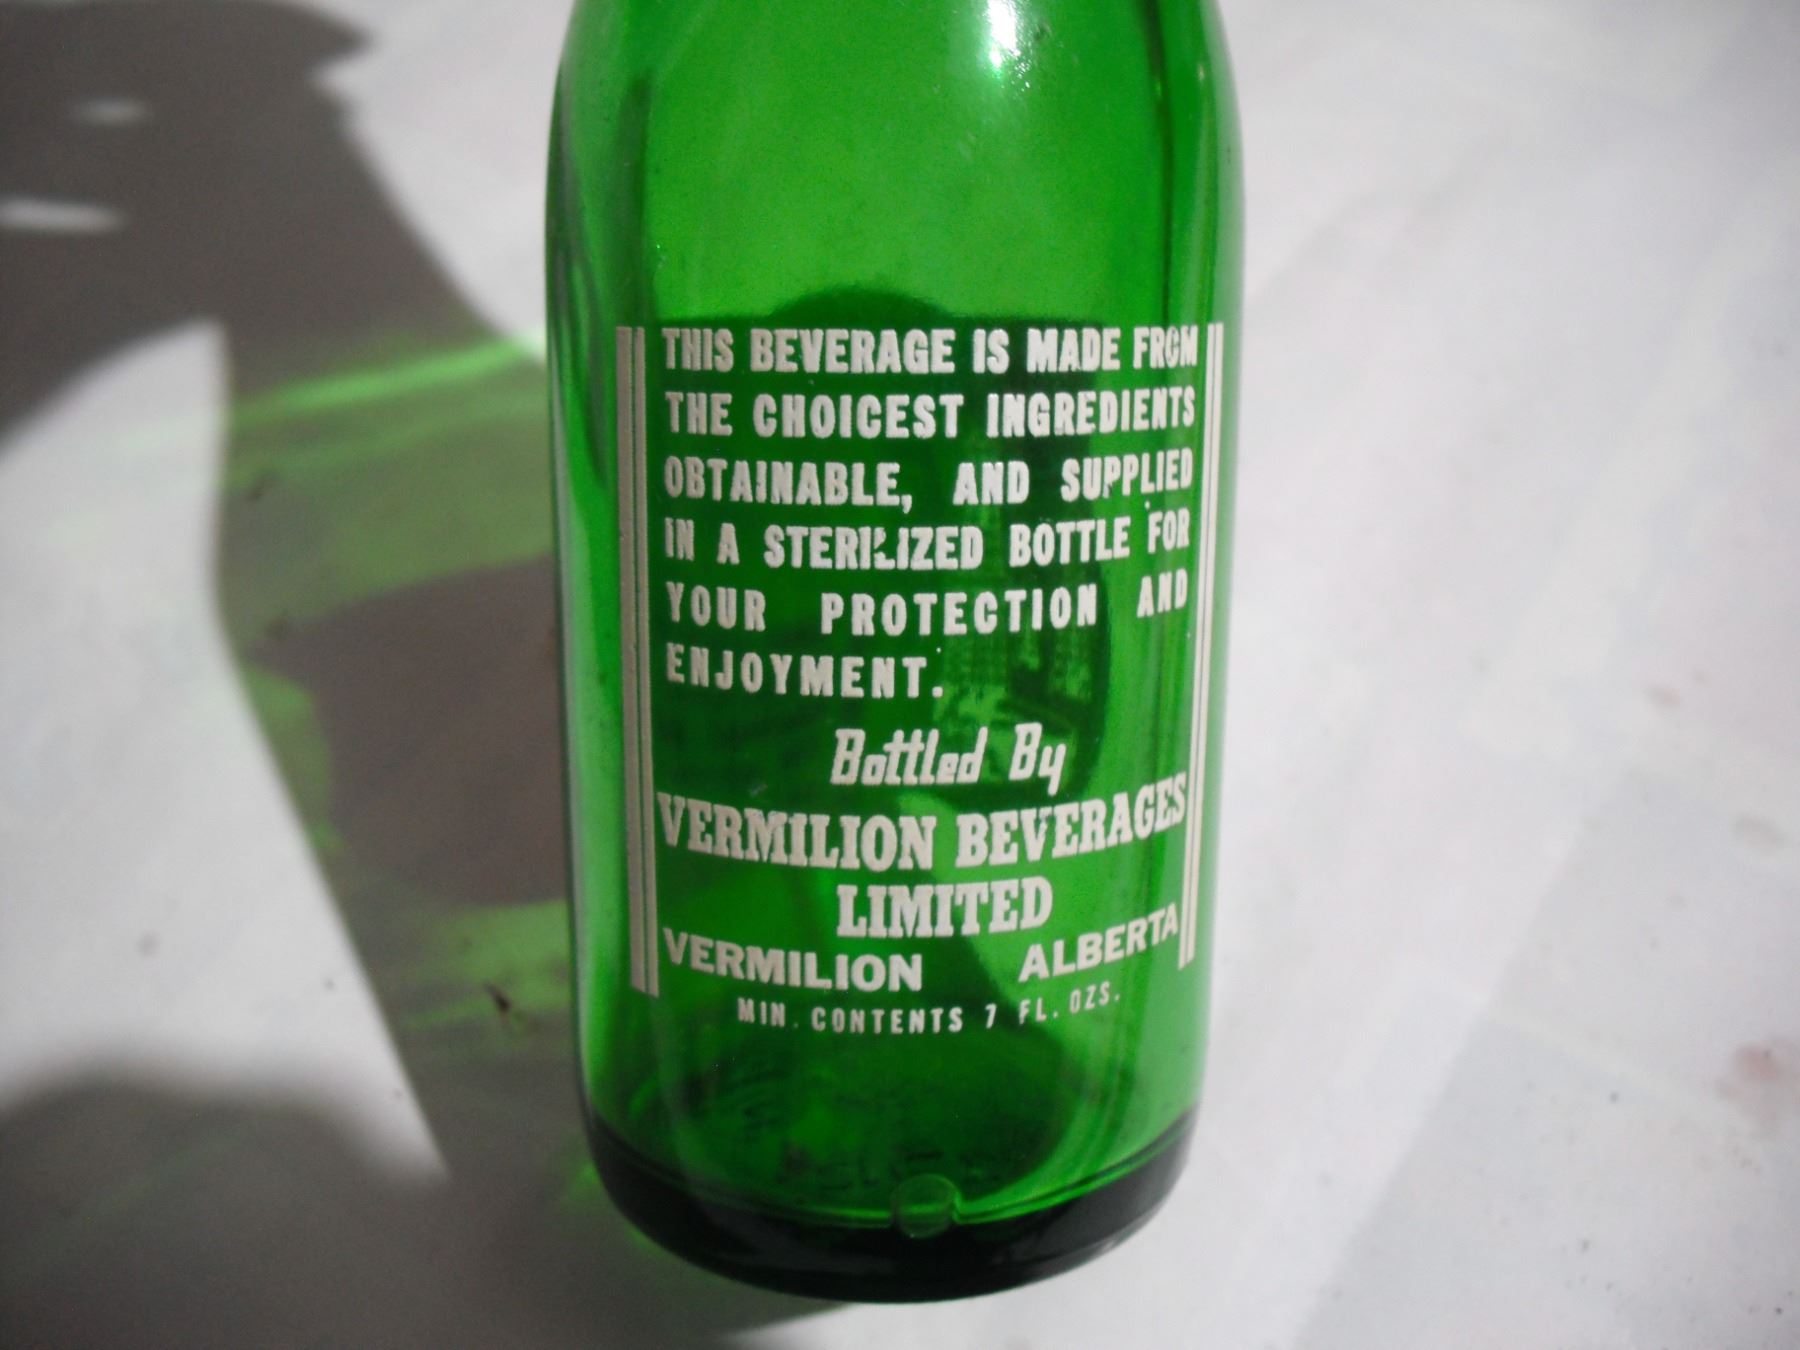 THIS BEVERAGE IS MADE FROM
THE CHOICEST INGREDIENTS
OBTAINABLE, AND SUPPLIED
IN A STERILIZED BOTTLE FOR
YOUR PROTECTION AND
ENJOYMENT.
Bottled By
VERMILION BEVERAGES
LIMITED
VERMILION ALBERTA
MIN. CONTENTS 7 FL. OZS.